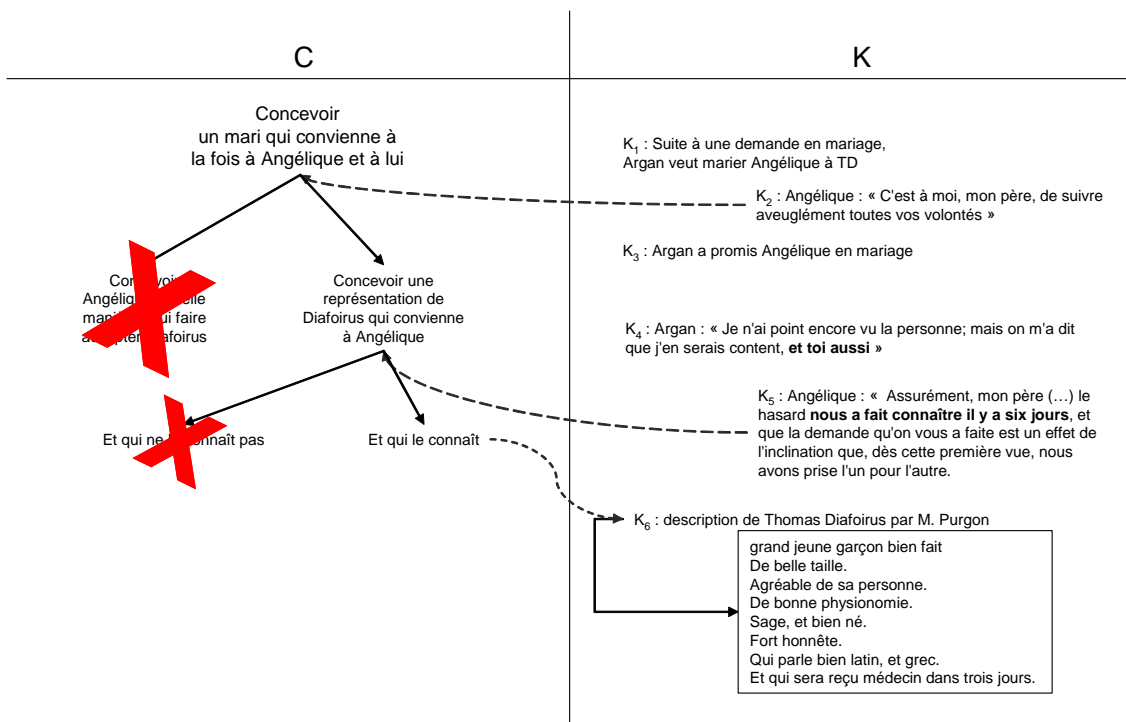 C
K
Concevoir
un mari qui convienne à
la fois à Angélique et à lui
Concevoir une
représentation de
Diafoirus qui convienne
à Angélique
Et qui ne connaît pas
Et qui le connaît
K1 : Suite à une demande en mariage,
Argan veut marier Angélique à TD
K2 : Angélique : « C'est à moi, mon père, de suivre
aveuglément toutes vos volontés »
K3 : Argan a promis Angélique en mariage
K4 : Argan : « Je n'ai point encore vu la personne; mais on m'a dit
que j'en serais content, et toi aussi »
K5 : Angélique : « Assurément, mon père (…) le
hasard nous a fait connaître il y a six jours, et
que la demande qu'on vous a faite est un effet de
l'inclination que, dès cette première vue, nous
avons prise l'un pour l'autre.
K6 : description de Thomas Diafoirus par M. Purgon
grand jeune garçon bien fait
De belle taille.
Agréable de sa personne.
De bonne physionomie.
Sage, et bien né.
Fort honnête.
Qui parle bien latin, et grec.
Et qui sera reçu médecin dans trois jours.